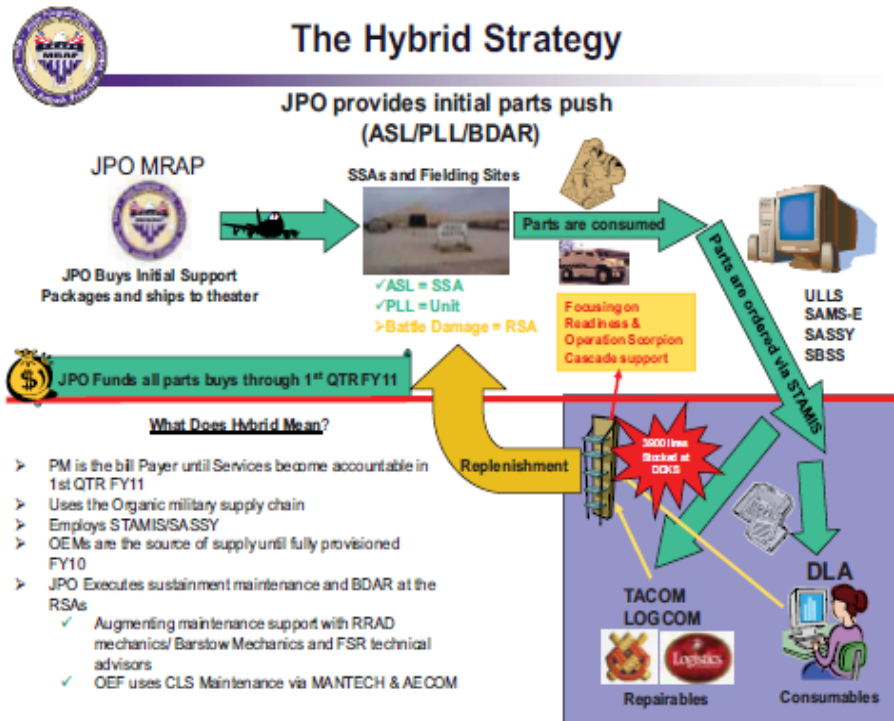 The Hybrid Strategy
JPO provides initial parts push
(ASL/PLL/BDAR)
JPO MRAP
JPO Buys Initial Support
Packages and ships to theater
SSAs and Fielding Sites
✓ASL = SSA
✓PLL = Unit
➢Battle Damage = RSA
Parts are consumed
Focusing on
Readiness &
Operation Scorpion
Cascade support
Parts are ordered via STAMIS
ULLS
SAMS-E
SASSY
SBSS
JPO Funds all parts buys through 1st QTR FY11
What Does Hybrid Mean?
➢ PM is the bill Payer until Services become accountable in
1st QTR FY11
➢ Uses the Organic military supply chain
➢ Employs STAMIS/SASSY
➢ OEMs are the source of supply until fully provisioned
FY10
➢ JPO Executes sustainment maintenance and BDAR at the
RSAs
✓ Augmenting maintenance support with RRAD
mechanics/ Barstow Mechanics and FSR technical
advisors
✓ OEF uses CLS Maintenance via MANTECH & AECOM
Replenishment
3900 lines
Stocked at
DDKS
TACOM
LOGCOM
Logistics
Repairables
DLA
Consumables